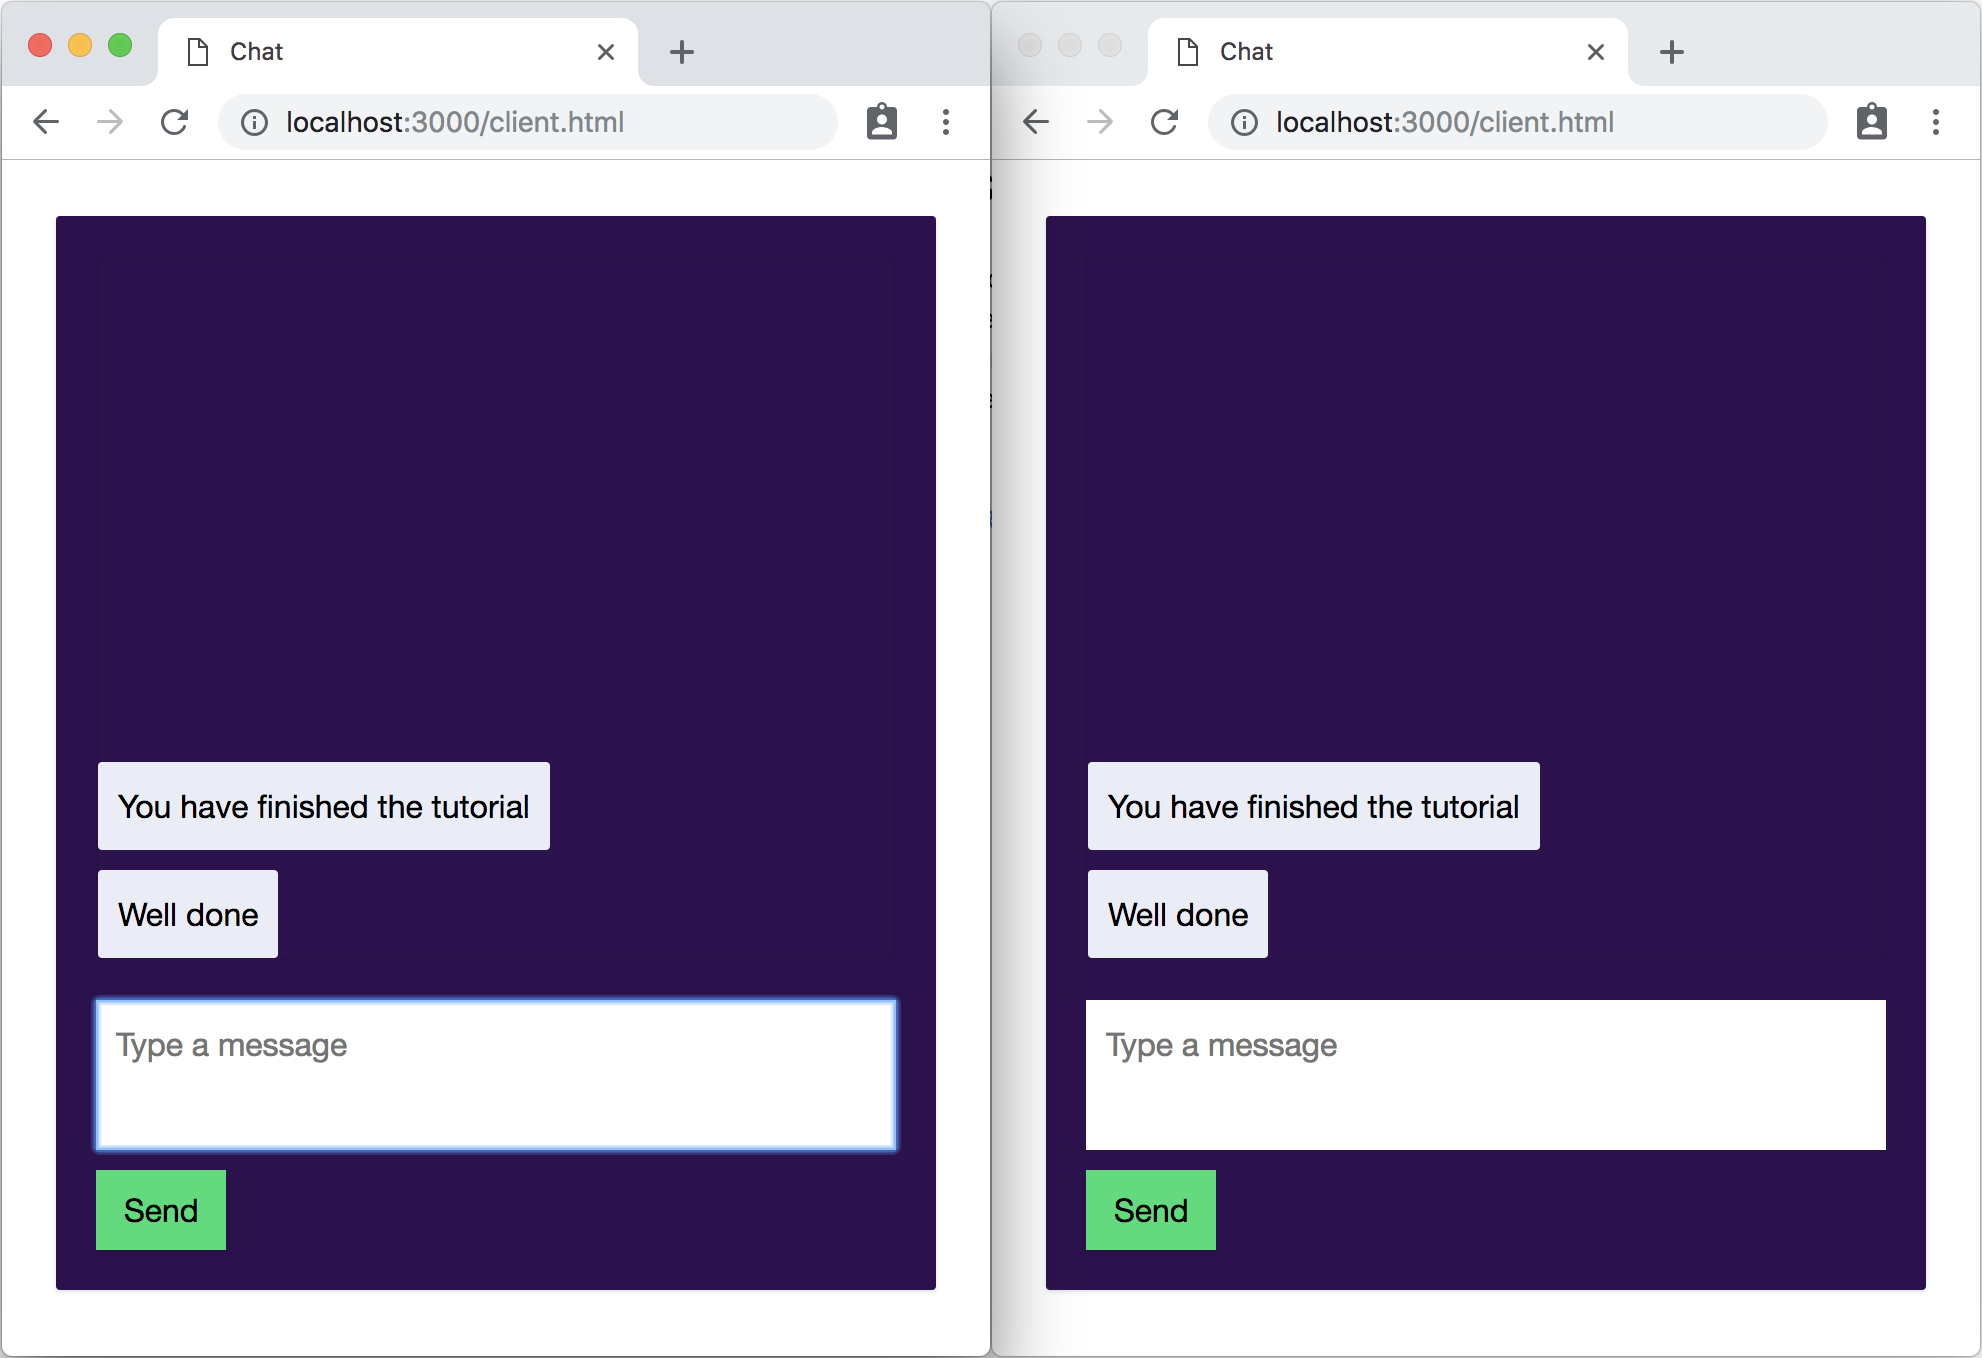 Chat
localhost:3000/client.html
You have finished the tutorial
Well done
Type a message
Send
Chat
localhost:3000/client.html
You have finished the tutorial
Well done
Type a message
Send